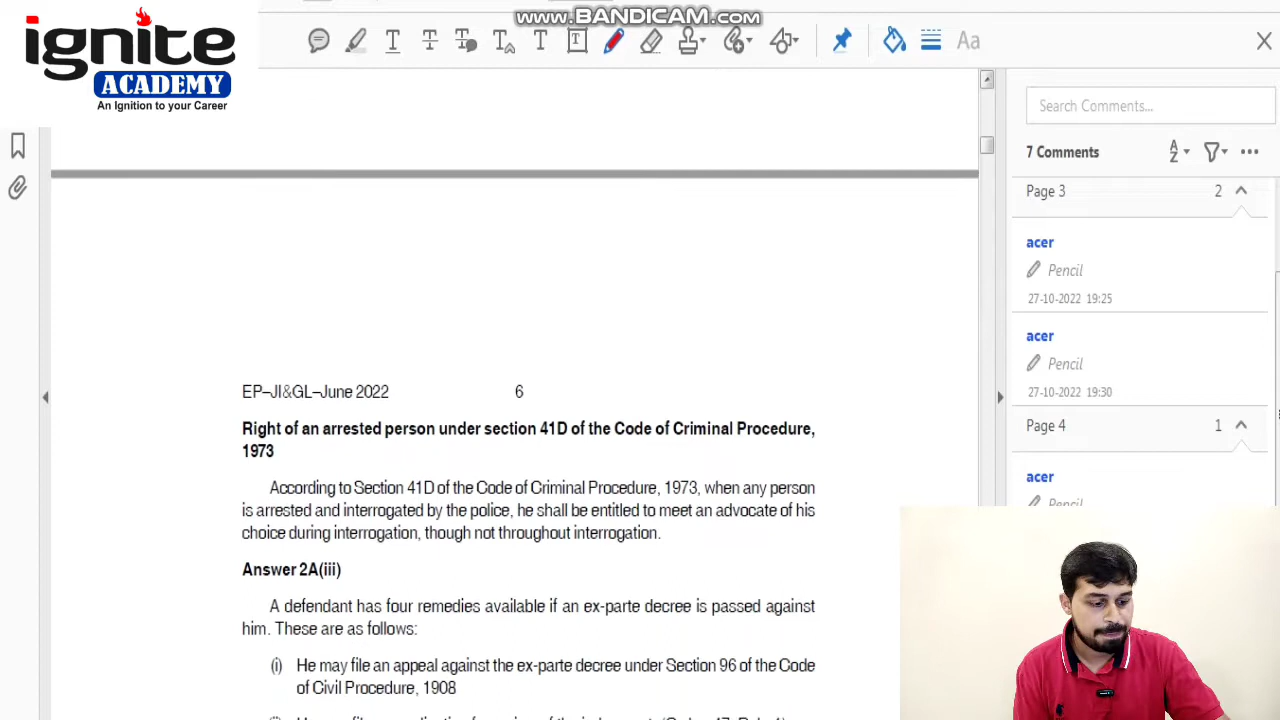 www.BANDICAM.com
ignite
ACADEMY
An Ignition to your Career
Aa
Search Comments...
7 Comments
Page 3
2
acer
Pencil
27-10-2022 19:25
acer
Pencil
27-10-2022 19:30
Page 4
1
acer
Pencil
EP–JI&GL–June 2022
6
Right of an arrested person under section 41D of the Code of Criminal Procedure,
1973
According to Section 41D of the Code of Criminal Procedure, 1973, when any person
is arrested and interrogated by the police, he shall be entitled to meet an advocate of his
choice during interrogation, though not throughout interrogation.
Answer 2A(iii)
A defendant has four remedies available if an ex-parte decree is passed against
him. These are as follows:
(i) He may file an appeal against the ex-parte decree under Section 96 of the Code
of Civil Procedure, 1908